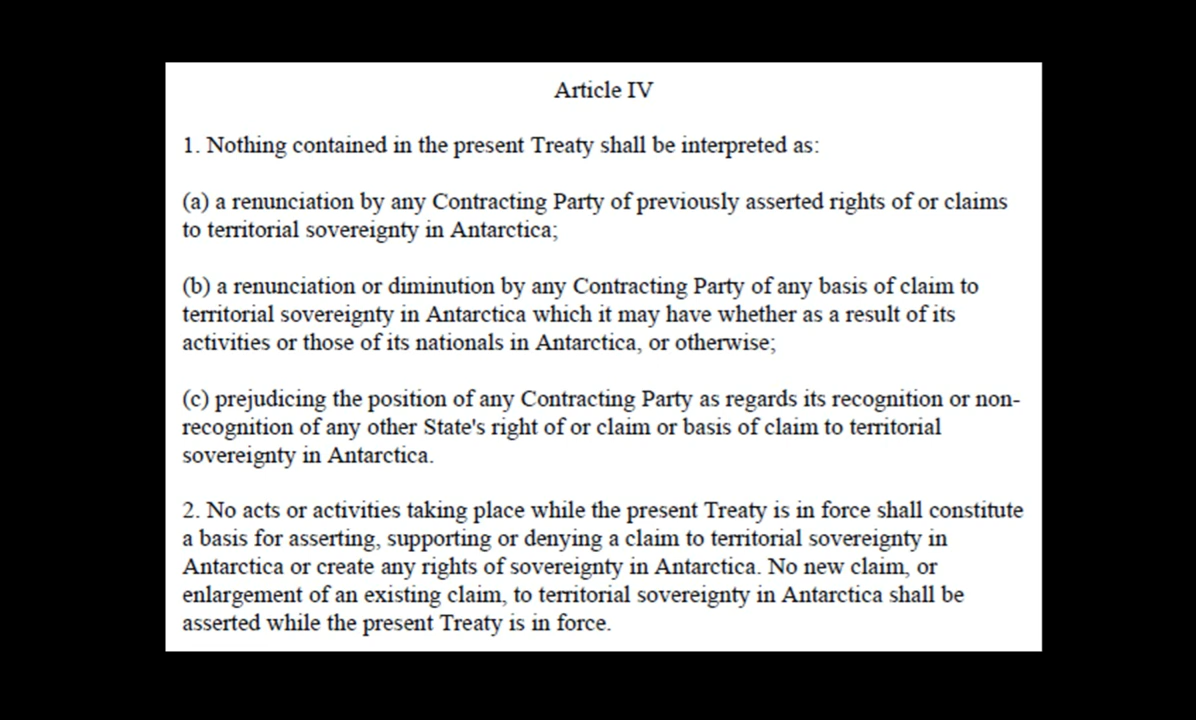 Article IV
1. Nothing contained in the present Treaty shall be interpreted as:
(a) a renunciation by any Contracting Party of previously asserted rights of or claims
to territorial sovereignty in Antarctica;
(b) a renunciation or diminution by any Contracting Party of any basis of claim to
territorial sovereignty in Antarctica which it may have whether as a result of its
activities or those of its nationals in Antarctica, or otherwise;
(c) prejudicing the position of any Contracting Party as regards its recognition or non-
recognition of any other State's right of or claim or basis of claim to territorial
sovereignty in Antarctica.
2. No acts or activities taking place while the present Treaty is in force shall constitute
a basis for asserting, supporting or denying a claim to territorial sovereignty in
Antarctica or create any rights of sovereignty in Antarctica. No new claim, or
enlargement of an existing claim, to territorial sovereignty in Antarctica shall be
asserted while the present Treaty is in force.